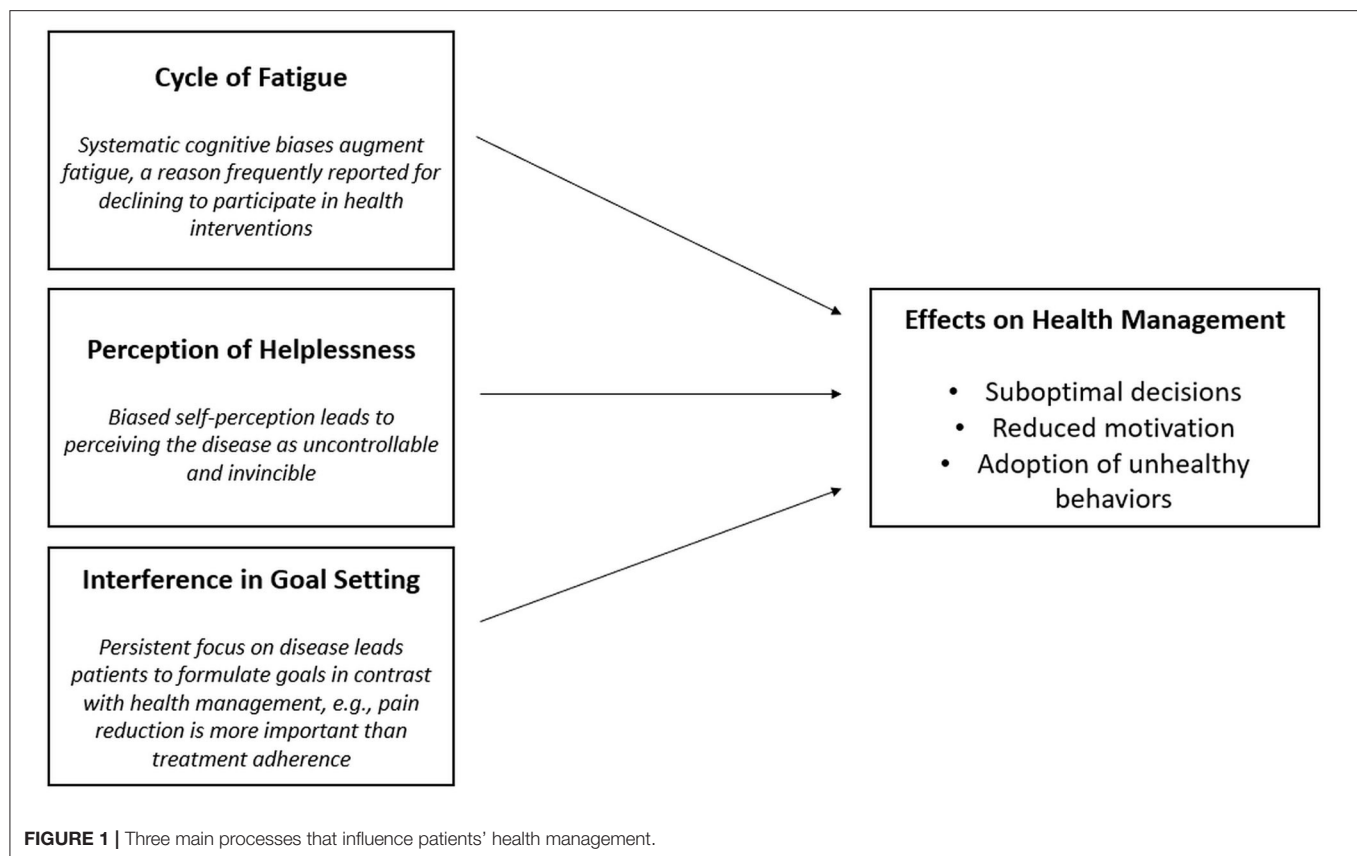 Cycle of Fatigue
Systematic cognitive biases augment
fatigue, a reason frequently reported for
declining to participate in health
interventions
Perception of Helplessness
Biased self-perception leads to
perceiving the disease as uncontrollable
and invincible
Interference in Goal Setting
Persistent focus on disease leads
patients to formulate goals in contrast
with health management, e.g., pain
reduction is more important than
treatment adherence
Effects on Health Management
• Suboptimal decisions
• Reduced motivation
• Adoption of unhealthy
behaviors
FIGURE 1 | Three main processes that influence patients' health management.